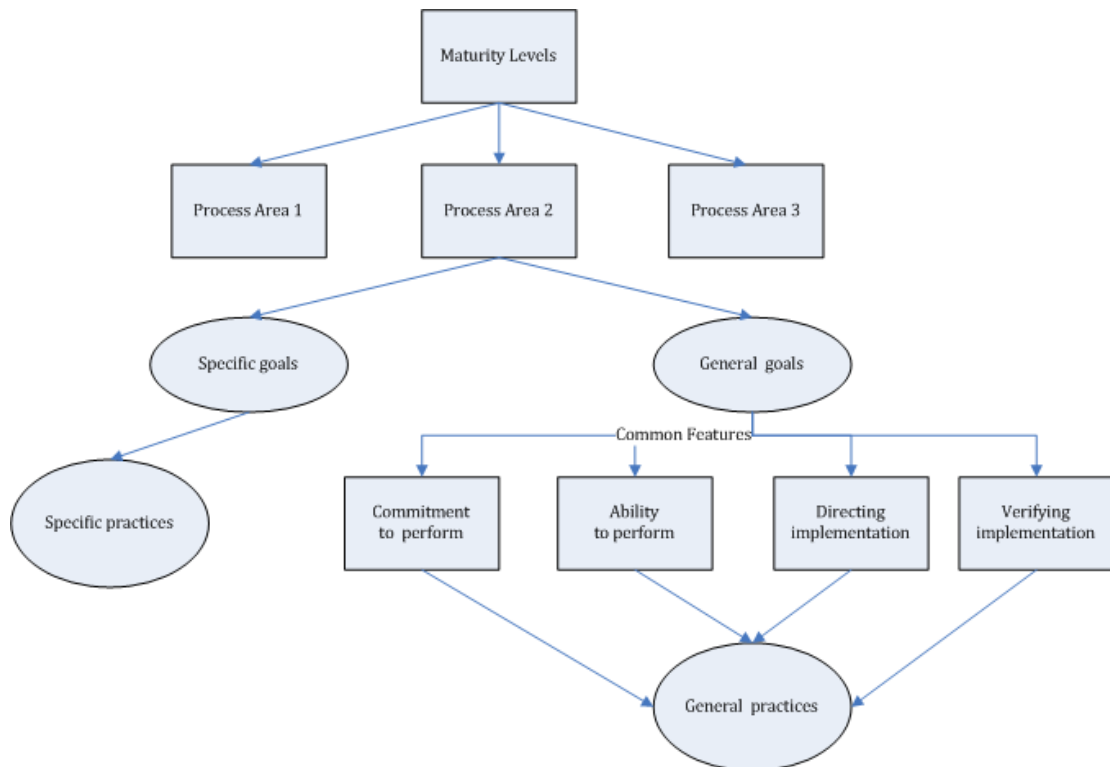 Maturity Levels
Process Area 1
Process Area 2
Process Area 3
Specific goals
General goals
Common Features
Commitment
to perform
Ability
to perform
Directing
implementation
Verifying
implementation
Specific practices
General practices